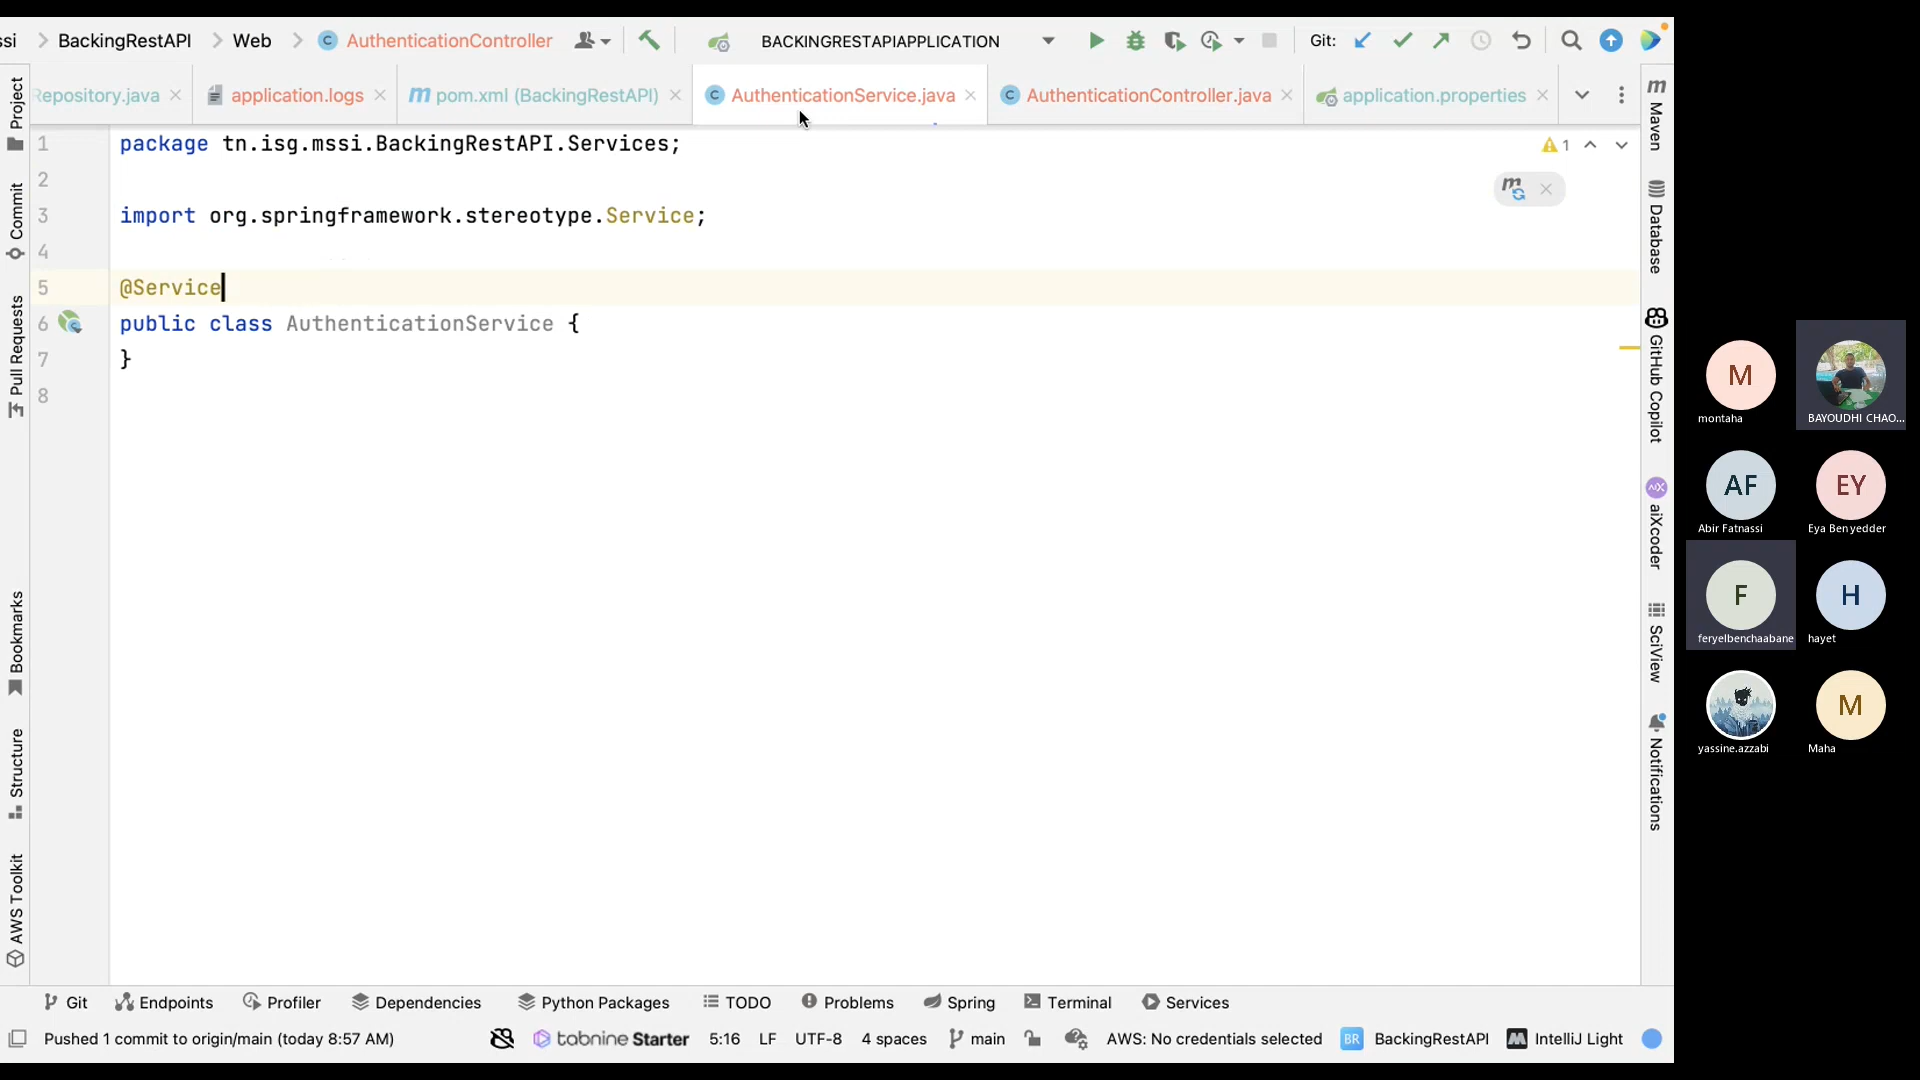 ssi BackingRestAPI Web C AuthenticationController BACKINGRESTAPIAPPLICATION Git:
Repository.java application.logs m pom.xml (BackingRestAPI) C AuthenticationService.java C AuthenticationController.java application.properties
1 package tn.isg.mssi.BackingRestAPI.Services;
1
2
3 import org.springframework.stereotype.Service;
4
5 @Service
6 public class AuthenticationService {
7 }
8
Project
Commit
Pull Requests
Bookmarks
Structure
AWS Toolkit
m Maven
Database
GitHub Copilot
aiXcoder
SciView
Notifications
M
montaha
BAYOUDHI CHAO...
AF
Abir Fatnassi
EY
Eya Benyedder
F
feryelbenchaabane
H
hayet
yassine.azzabi
M
Maha
Git Endpoints Profiler Dependencies Python Packages TODO Problems Spring Terminal Services
Pushed 1 commit to origin/main (today 8:57 AM) tabnine Starter 5:16 LF UTF-8 4 spaces main AWS: No credentials selected BR BackingRestAPI M IntelliJ Light